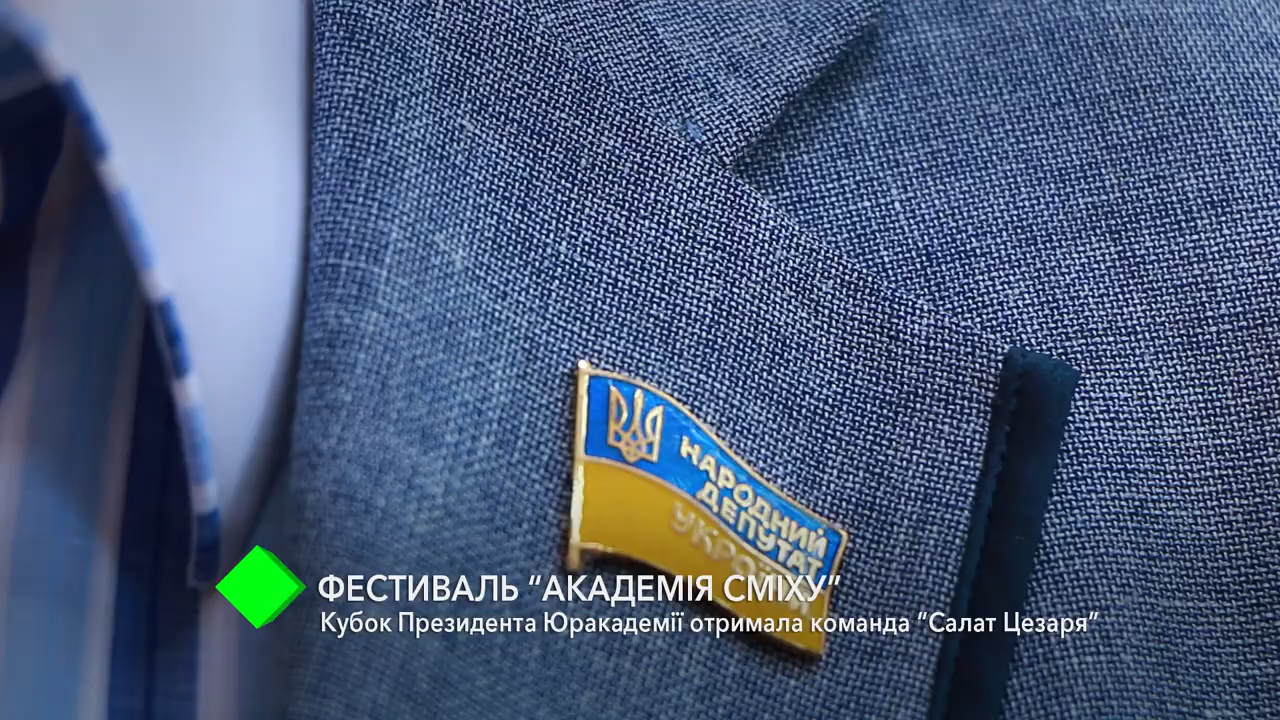 НАРОДНИЙ
ДЕПУТАТ
УКРАЇНИ
ФЕСТИВАЛЬ “АКАДЕМІЯ СМІХУ”
Кубок Президента Юракадемії отримала команда “Салат Цезаря”